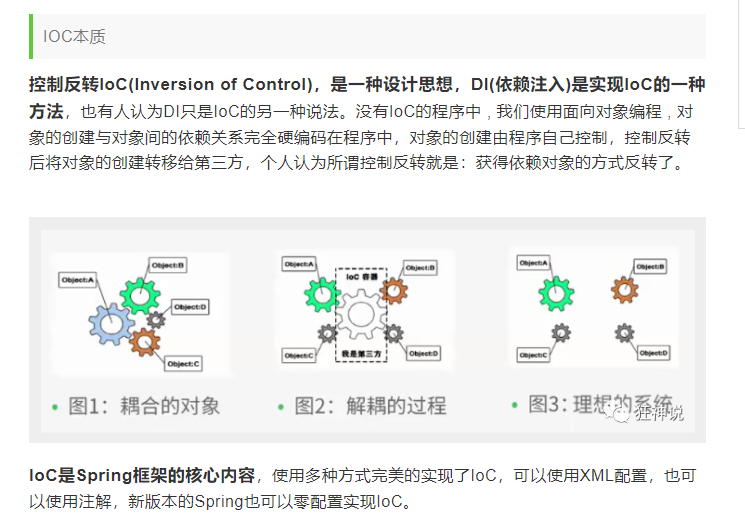 IOC本质
控制反转IoC(Inversion of Control)，是一种设计思想，DI(依赖注入)是实现IoC的一种
方法，也有人认为DI只是IoC的另一种说法。没有IoC的程序中，我们使用面向对象编程，对
象的创建与对象间的依赖关系完全硬编码在程序中，对象的创建由程序自己控制，控制反转
后将对象的创建转移给第三方，个人认为所谓控制反转就是：获得依赖对象的方式反转了。
Object:A
Object:B
Object:D
Object:C
Object:A
IoC 容器
Object:B
Object:C
我是第三方
Object:D
Object:A
Object:B
Object:C
Object:D
• 图1：耦合的对象
• 图2：解耦的过程
• 图3：理想的系统
狂神说
IoC是Spring框架的核心内容，使用多种方式完美的实现了IoC，可以使用XML配置，也可
以使用注解，新版本的Spring也可以零配置实现IoC。